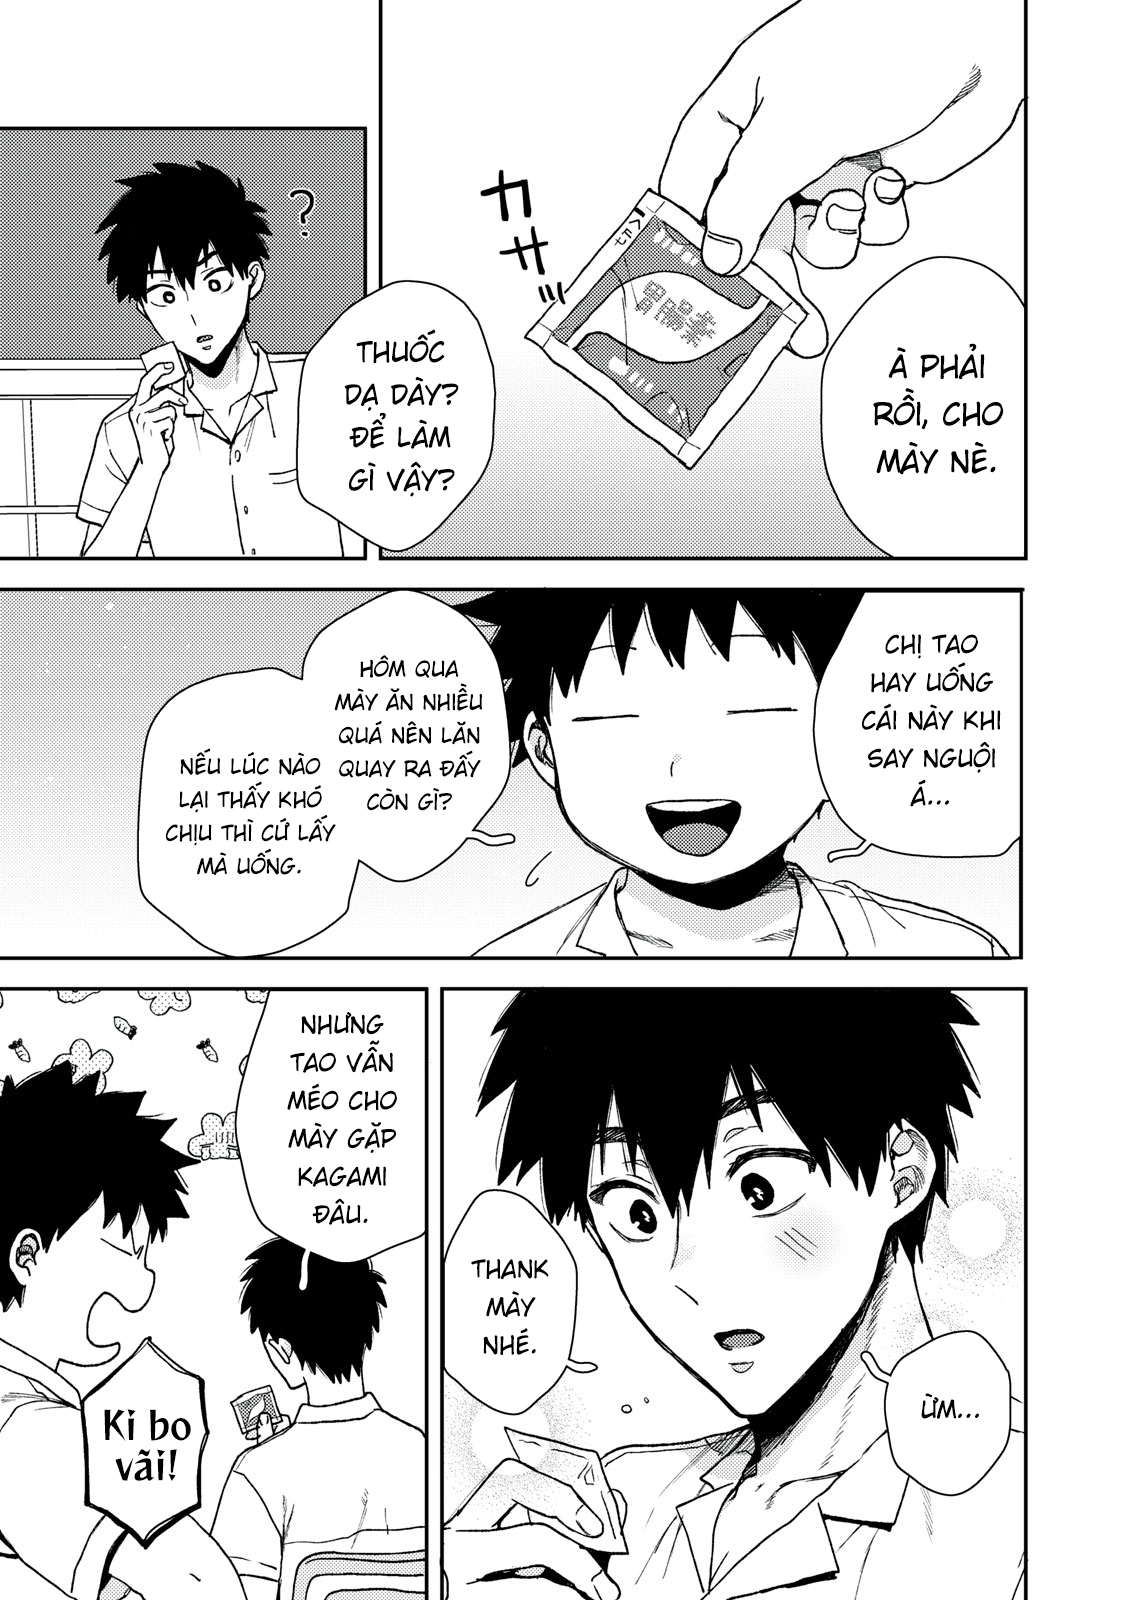 À PHẢI
RỒI, CHO
MÀY NÈ.
カサッ
胃腸薬
THUỐC
DẠ DÀY?
ĐỂ LÀM
GÌ VẬY?
?
CHỊ TAO
HAY UỐNG
CÁI NÀY KHI
SAY NGUỘI
Á...
HÔM QUA
MÀY ĂN NHIỀU
QUÁ NÊN LĂN
QUAY RA ĐẤY
CÒN GÌ?
NẾU LÚC NÀO
LẠI THẤY KHÓ
CHỊU THÌ CỨ LẤY
MÀ UỐNG.
ỪM...
THANK
MÀY
NHÉ.
NHƯNG
TAO VẪN
MÉO CHO
MÀY GẶP
KAGAMI
ĐÂU.
Ki bo
vãi!